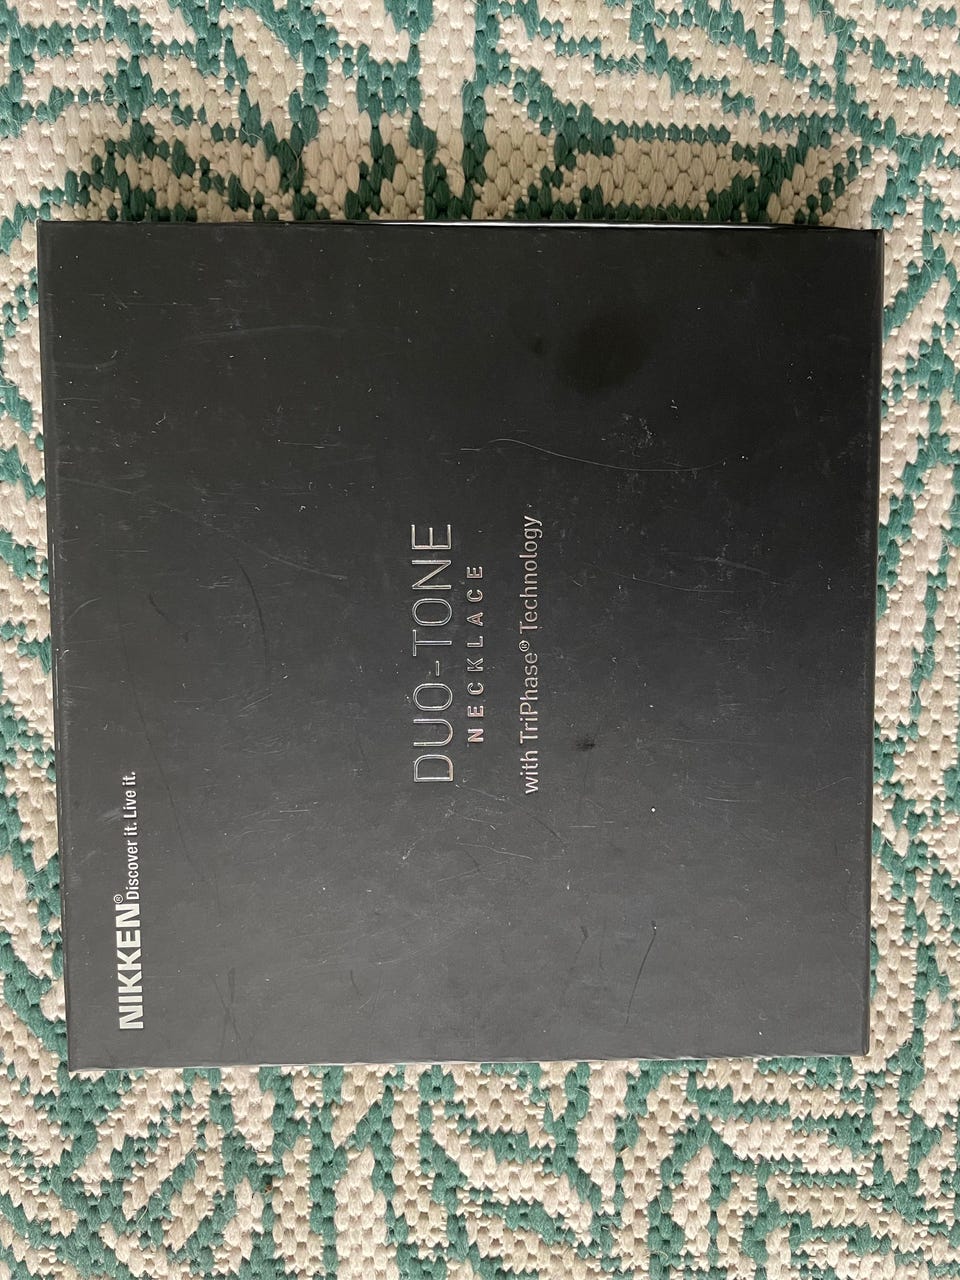 NIKKEN® Discover it. Live it.
DUO-TONE
NECKLACE
with TriPhase® Technology